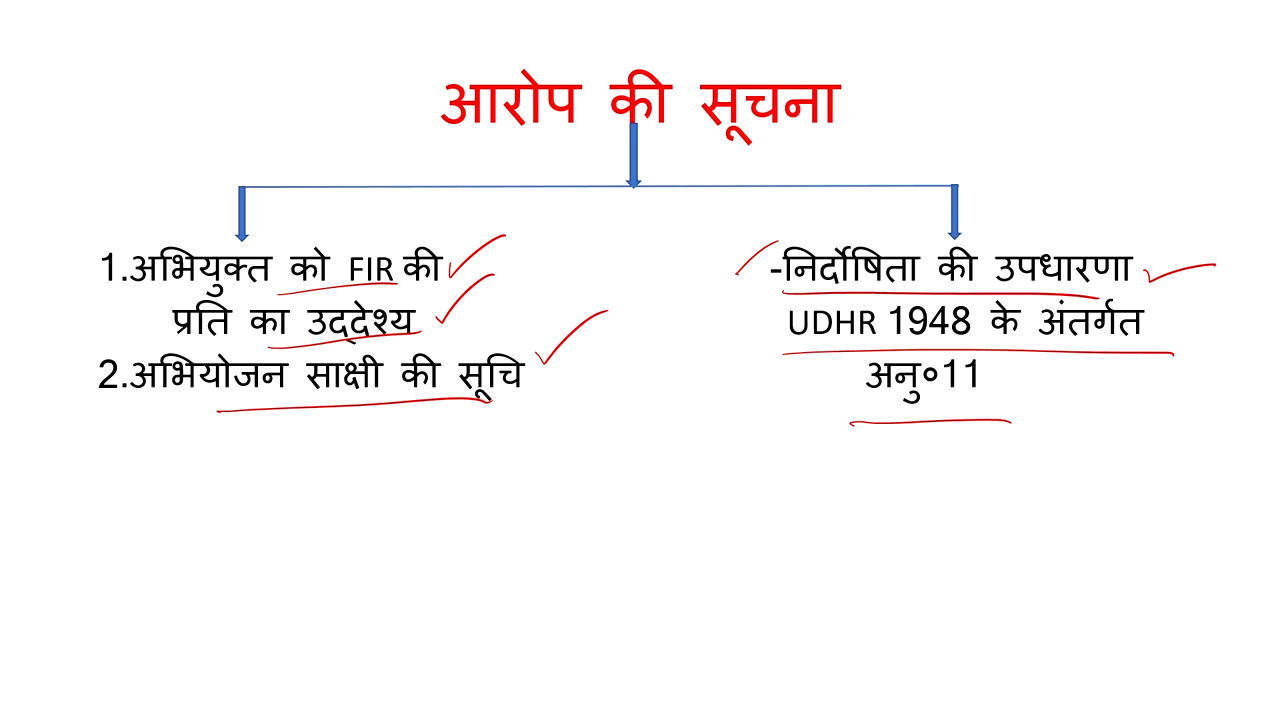 आरोप की सूचना
1.अभियुक्त को FIR की
प्रति का उद्देश्य
2.अभियोजन साक्षी की सूचि
-निर्दोषिता की उपधारणा
UDHR 1948 के अंतर्गत
अनु॰11